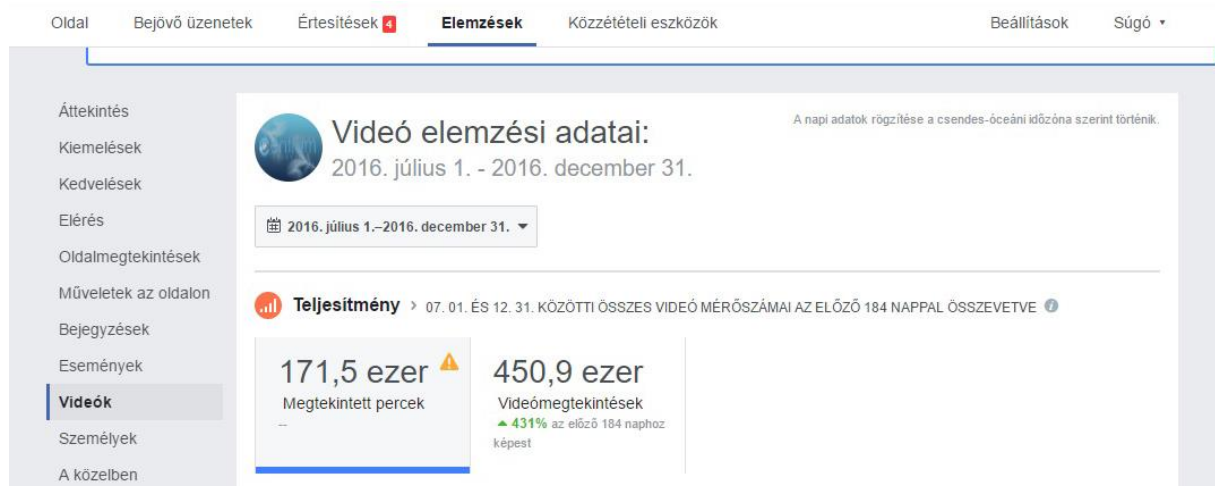 Oldal Bejövő üzenetek Értesítések 4 Elemzések Közzétételi eszközök Beállítások Súgó
Áttekintés
Kiemelések
Kedvelések
Elérés
Oldalmegtekintések
Műveletek az oldalon
Bejegyzések
Események
Videók
Személyek
A közelben
Videó elemzési adatai:
2016. július 1. - 2016. december 31.
A napi adatok rögzítése a csendes-óceáni időzóna szerint történik.
2016. július 1.–2016. december 31.
Teljesítmény › 07. 01. ÉS 12. 31. KÖZÖTTI ÖSSZES VIDEÓ MÉRŐSZÁMAI AZ ELŐZŐ 184 NAPPAL ÖSSZEVETVE
171,5 ezer
Megtekintett percek
--
450,9 ezer
Videómegtekintések
431% az előző 184 naphoz
képest